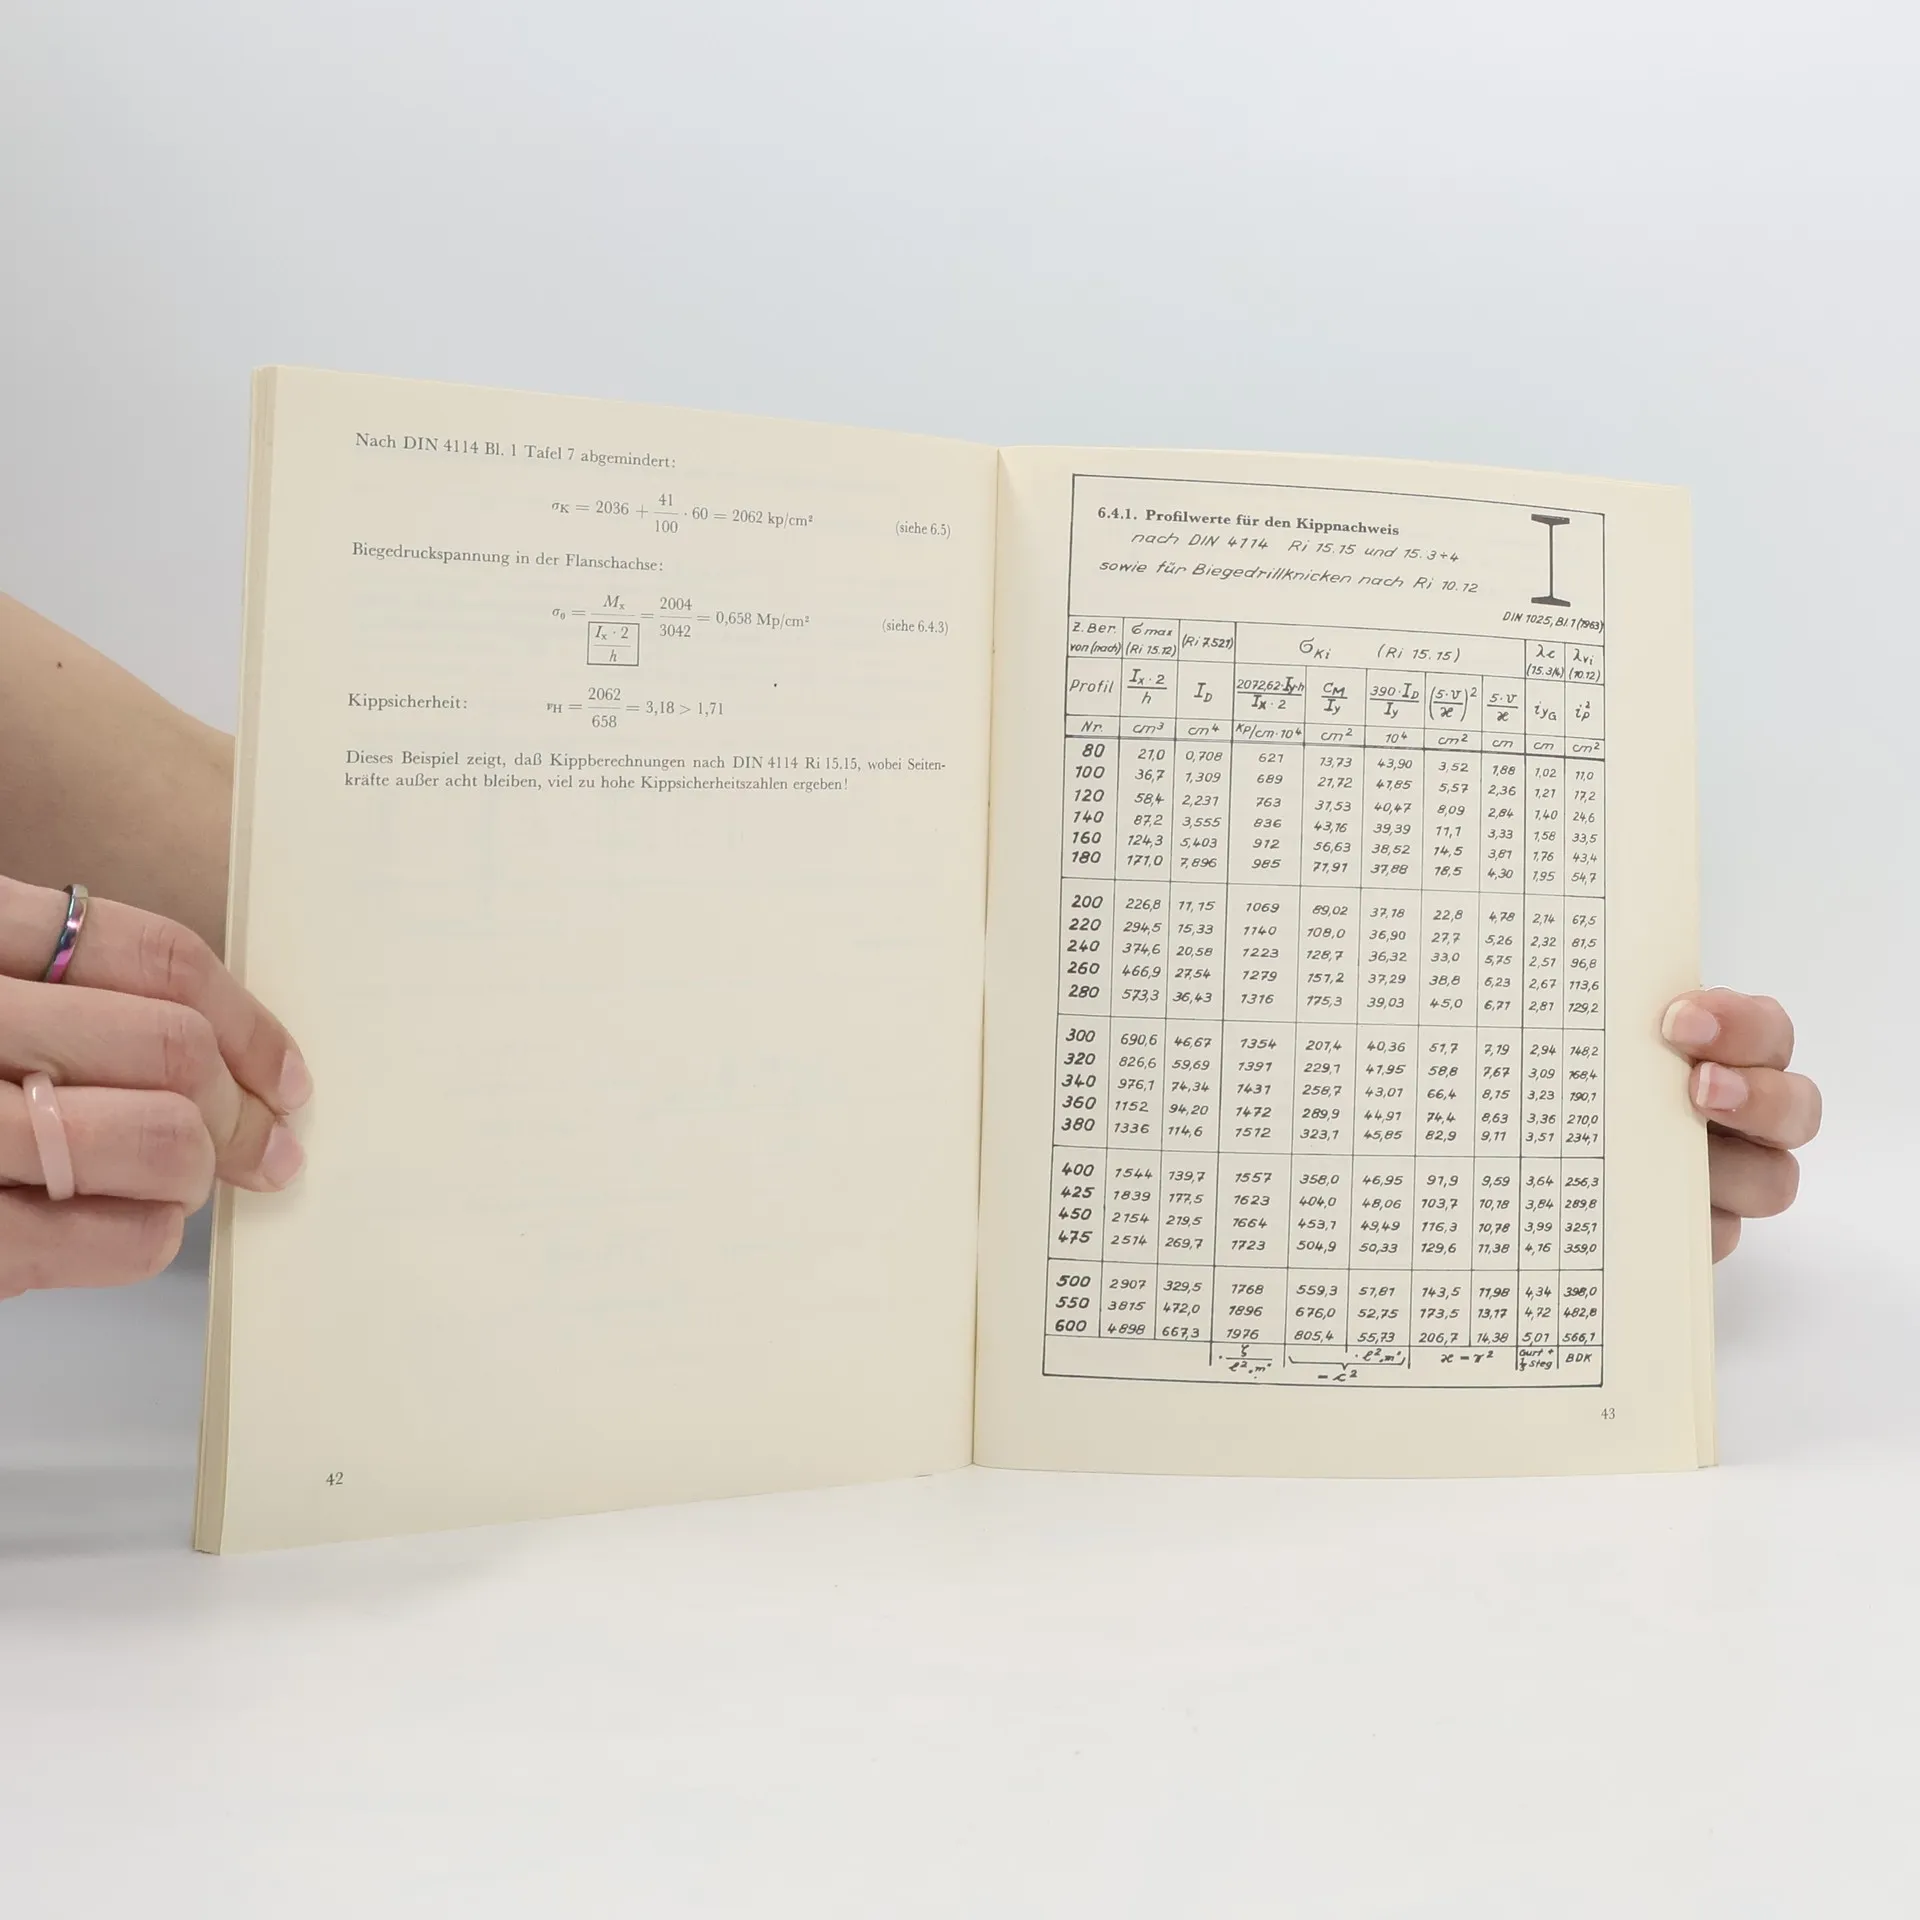 Nach DIN 4114 Bl. 1 Tafel 7 abgemindert:
σK = 2036 + 41/100 · 60 = 2062 kp/cm² (siehe 6.5)
Biegedruckspannung in der Flanschachse:
σ0 = Mx / (Ix · 2 / h) = 2004/3042 = 0,658 Mp/cm² (siehe 6.4.3)
Kippsicherheit: νH = 2062/658 = 3,18 > 1,71
Dieses Beispiel zeigt, daß Kippberechnungen nach DIN 4114 Ri 15.15, wobei Seiten-
kräfte außer acht bleiben, viel zu hohe Kippsicherheitszahlen ergeben!
42
6.4.1. Profilwerte für den Kippnachweis
nach DIN 4114 Ri 15.15 und 15.3÷4
sowie für Biegedrillknicken nach Ri 10.12
DIN 1025, Bl. 1 (1963)
Z. Ber. von (nach) σmax (Ri 15.12) (Ri 7.521) σKi (Ri 15.15) λc (15.3/4) λvi (10.12)
Profil Ix · 2 / h ID 2072,62 · Iy · h / Ix · 2 CM / Iy 390 · ID / Iy (5·v / ϰ)² 5·v / ϰ iyG ip²
Nr. cm³ cm⁴ kp/cm · 10⁴ cm² 10⁴ cm² cm cm cm²
80 21,0 0,708 621 13,73 43,90 3,52 1,88 1,02 11,0
100 36,7 1,309 689 21,72 41,85 5,57 2,36 1,21 17,2
120 58,4 2,231 763 31,53 40,47 8,09 2,84 1,40 24,6
140 87,2 3,555 836 43,16 39,39 11,1 3,33 1,58 33,5
160 124,3 5,403 912 56,63 38,52 14,5 3,81 1,76 43,4
180 171,0 7,896 985 71,91 37,88 18,5 4,30 1,95 54,7
200 226,8 11,15 1069 89,02 37,18 22,8 4,78 2,14 67,5
220 294,5 15,33 1140 108,0 36,90 27,7 5,26 2,32 81,5
240 374,6 20,58 1223 128,7 36,32 33,0 5,75 2,51 96,8
260 466,9 27,54 1279 151,2 37,29 38,8 6,23 2,67 113,6
280 573,3 36,43 1316 175,3 39,03 45,0 6,71 2,81 129,2
300 690,6 46,67 1354 201,4 40,36 51,7 7,19 2,94 148,2
320 826,6 59,69 1391 229,1 41,95 58,8 7,67 3,09 168,4
340 976,1 74,34 1431 258,7 43,01 66,4 8,15 3,23 190,1
360 1152 94,20 1472 289,9 44,91 74,4 8,63 3,36 210,0
380 1336 114,6 1512 323,1 45,85 82,9 9,11 3,51 234,1
400 1544 139,7 1557 358,0 46,95 91,9 9,59 3,64 256,3
425 1839 177,5 1623 404,0 48,06 103,7 10,18 3,84 289,8
450 2154 219,5 1664 453,1 49,49 116,3 10,78 3,99 325,1
475 2514 269,7 1723 504,9 50,33 129,6 11,38 4,16 359,0
500 2907 329,5 1768 559,3 51,81 143,5 11,98 4,34 398,0
550 3815 472,0 1896 676,0 52,75 173,5 13,17 4,72 482,8
600 4898 667,3 1976 805,4 55,73 206,7 14,38 5,01 566,1
· ζ / ℓ²·m · ℓ²·m = c² ϰ = r² Gurt + 1/5 Steg BDK
43